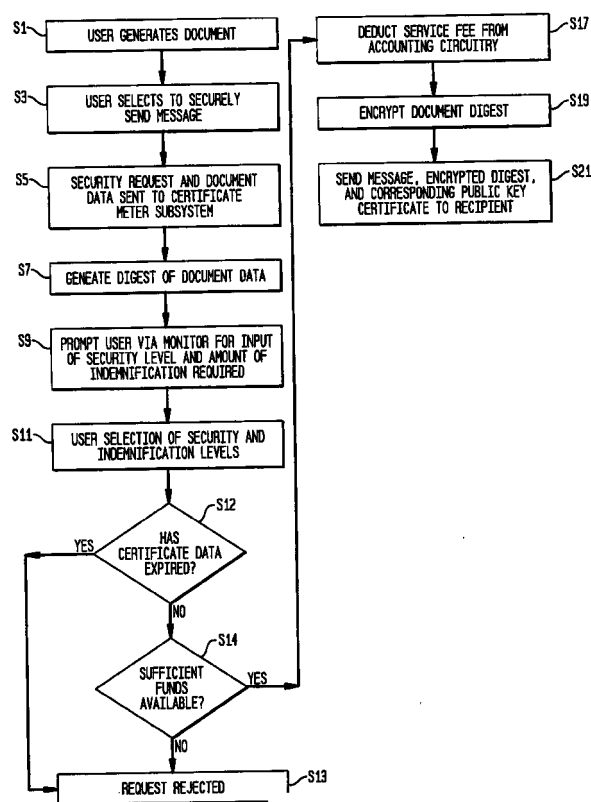 S1
USER GENERATES DOCUMENT
S3
USER SELECTS TO SECURELY
SEND MESSAGE
S5
SECURITY REQUEST AND DOCUMENT
DATA SENT TO CERTIFICATE
METER SUBSYSTEM
S7
GENEATE DIGEST OF DOCUMENT DATA
S9
PROMPT USER VIA MONITOR FOR INPUT
OF SECURITY LEVEL AND AMOUNT OF
INDEMNIFICATION REQUIRED
S11
USER SELECTION OF SECURITY AND
INDEMNIFICATION LEVELS
S12
HAS
CERTIFICATE DATA
EXPIRED?
YES
NO
S14
SUFFICIENT
FUNDS
AVAILABLE?
YES
NO
S13
REQUEST REJECTED
S17
DEDUCT SERVICE FEE FROM
ACCOUNTING CIRCUITRY
S19
ENCRYPT DOCUMENT DIGEST
S21
SEND MESSAGE, ENCRYPTED DIGEST,
AND CORRESPONDING PUBLIC KEY
CERTIFICATE TO RECIPIENT